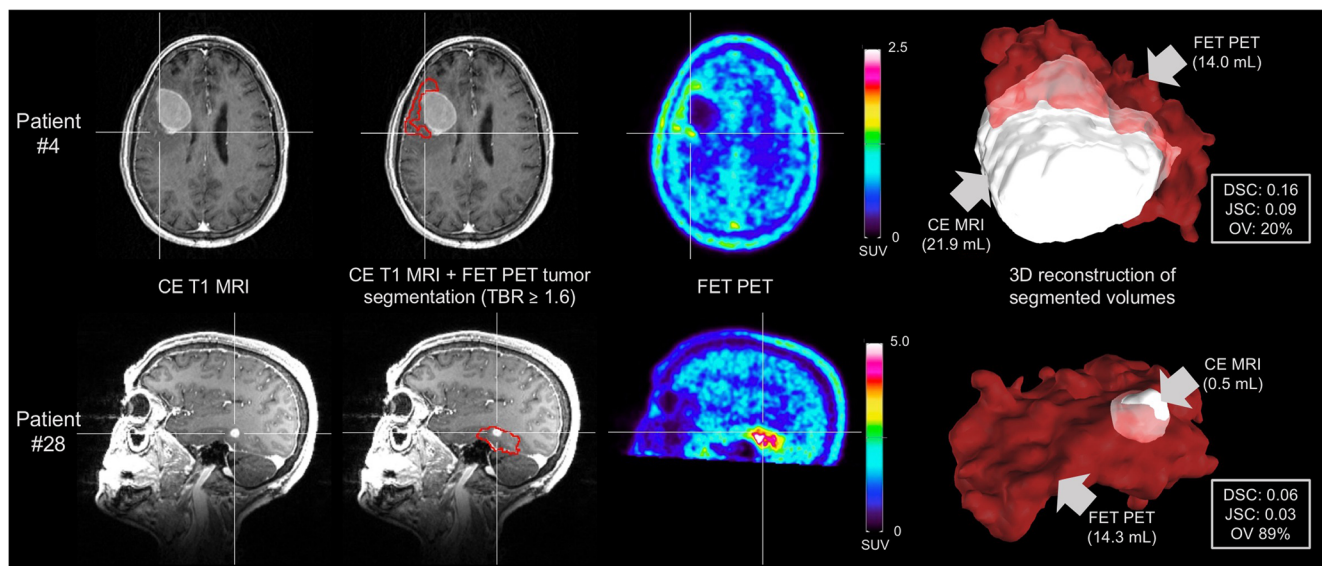 Patient
#4
2.5
0
SUV
FET PET
(14.0 mL)
CE MRI
(21.9 mL)
DSC: 0.16
JSC: 0.09
OV: 20%
CE T1 MRI
CE T1 MRI + FET PET tumor
segmentation (TBR ≥ 1.6)
FET PET
3D reconstruction of
segmented volumes
Patient
#28
5.0
0
SUV
CE MRI
(0.5 mL)
FET PET
(14.3 mL)
DSC: 0.06
JSC: 0.03
OV 89%